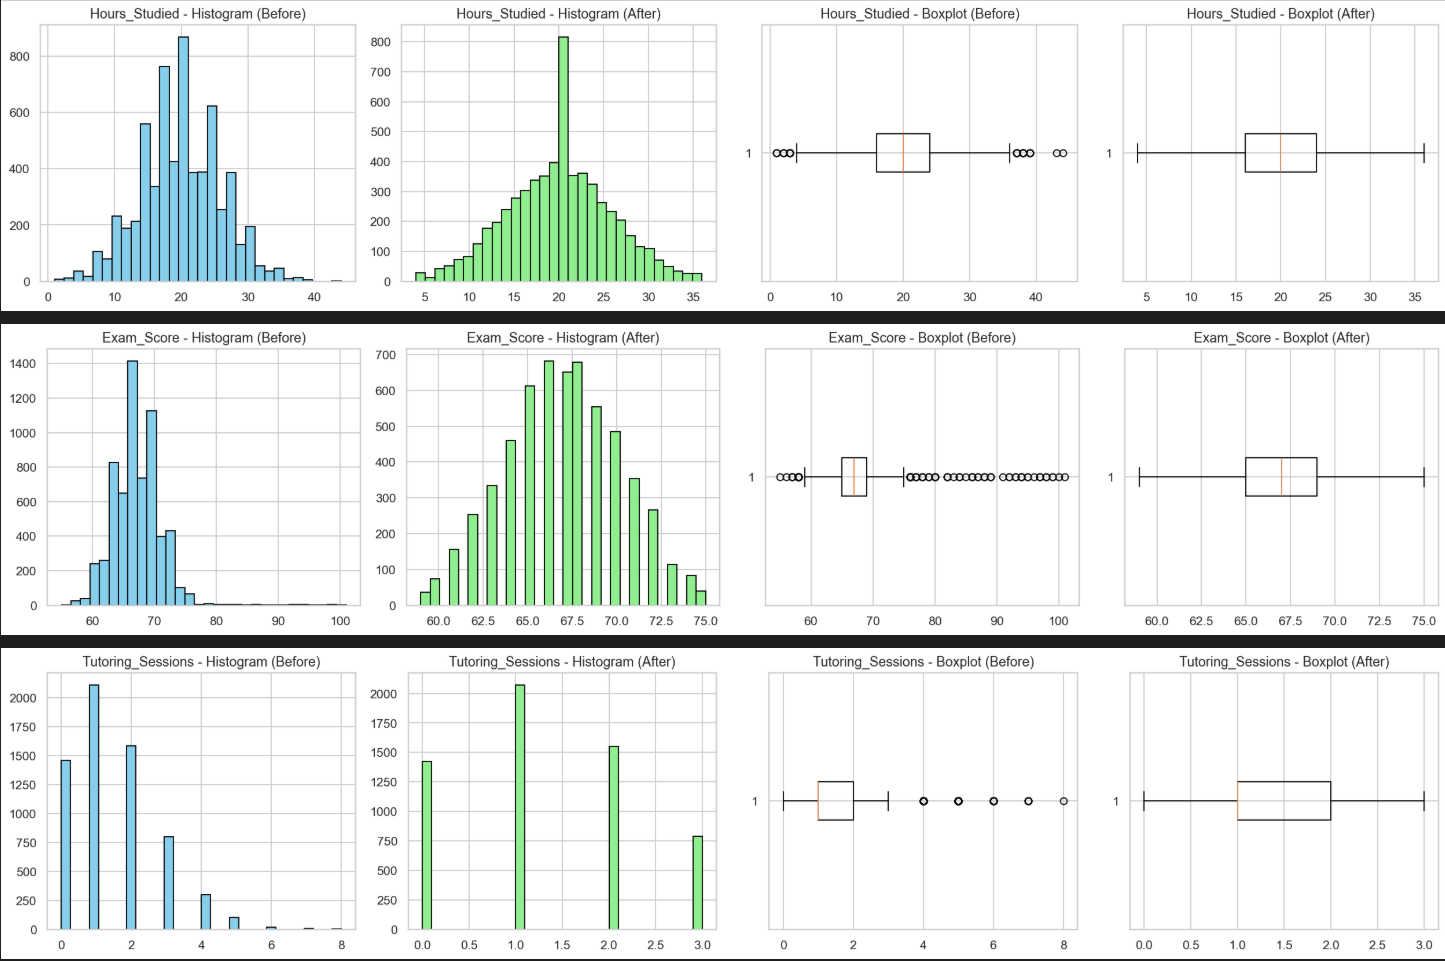 Hours_Studied - Histogram (Before)
800
600
400
200
0
0 10 20 30 40
Hours_Studied - Histogram (After)
800
700
600
500
400
300
200
100
0
5 10 15 20 25 30 35
Hours_Studied - Boxplot (Before)
1
0 10 20 30 40
Hours_Studied - Boxplot (After)
1
5 10 15 20 25 30 35
Exam_Score - Histogram (Before)
1400
1200
1000
800
600
400
200
0
60 70 80 90 100
Exam_Score - Histogram (After)
700
600
500
400
300
200
100
0
60.0 62.5 65.0 67.5 70.0 72.5 75.0
Exam_Score - Boxplot (Before)
1
60 70 80 90 100
Exam_Score - Boxplot (After)
1
60.0 62.5 65.0 67.5 70.0 72.5 75.0
Tutoring_Sessions - Histogram (Before)
2000
1750
1500
1250
1000
750
500
250
0
0 2 4 6 8
Tutoring_Sessions - Histogram (After)
2000
1750
1500
1250
1000
750
500
250
0
0.0 0.5 1.0 1.5 2.0 2.5 3.0
Tutoring_Sessions - Boxplot (Before)
1
0 2 4 6 8
Tutoring_Sessions - Boxplot (After)
1
0.0 0.5 1.0 1.5 2.0 2.5 3.0